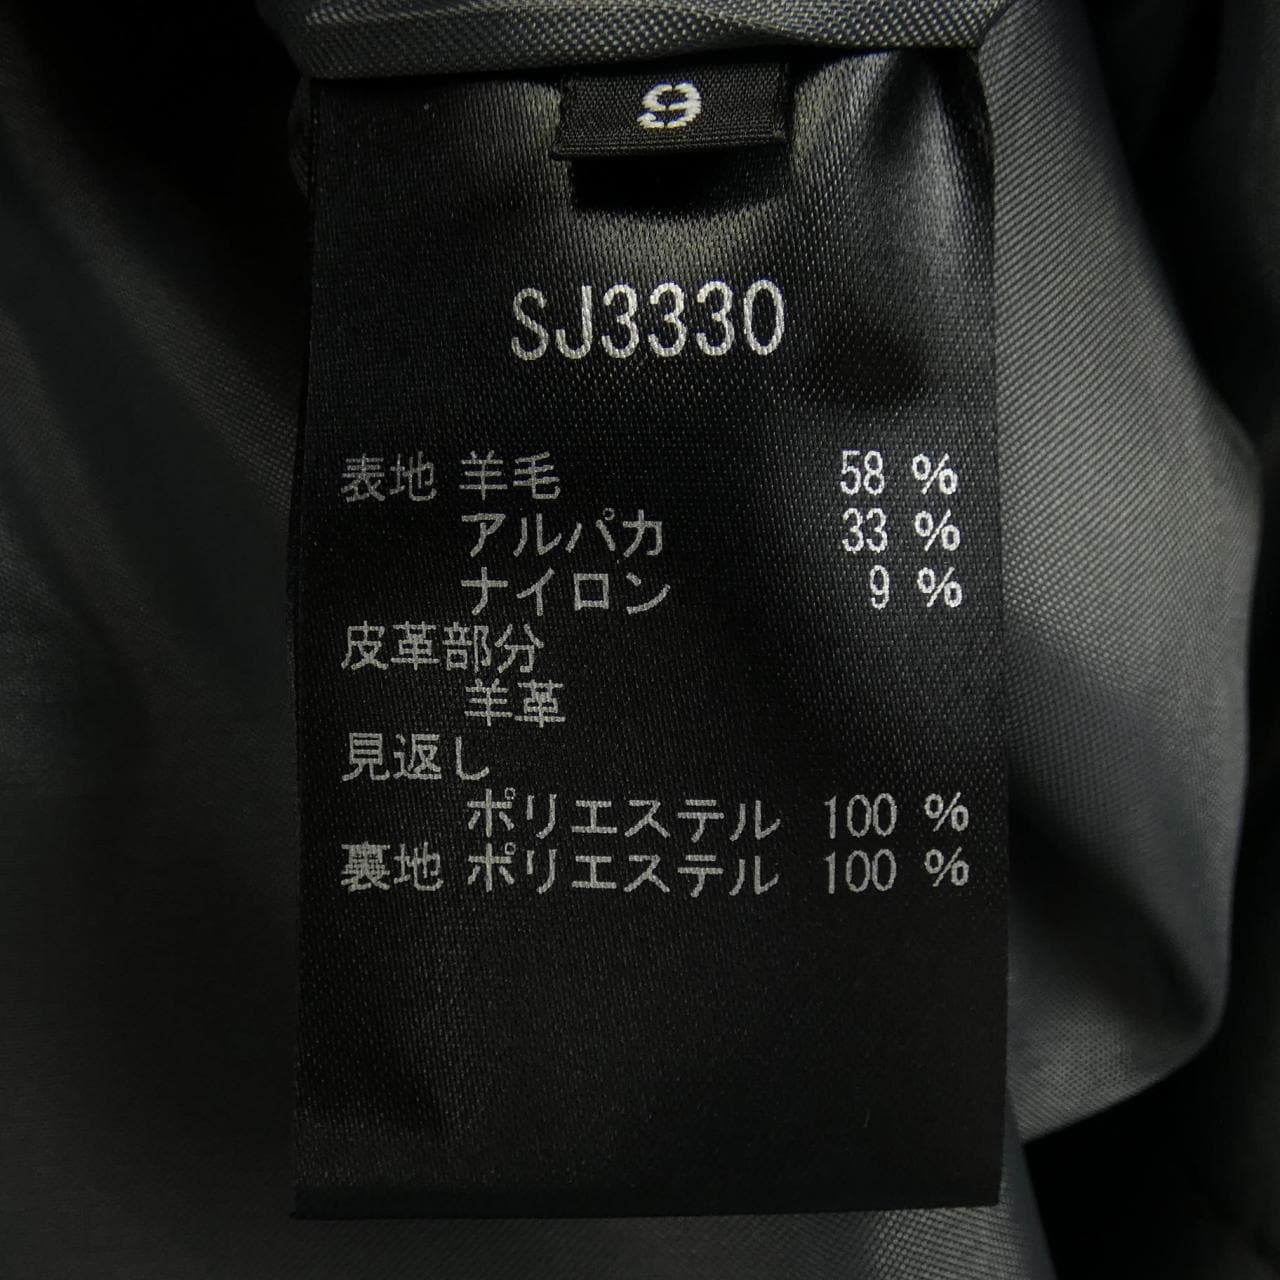 9
SJ3330
表地 羊毛 58 %
アルパカ 33 %
ナイロン 9 %
皮革部分
羊革
見返し
ポリエステル 100 %
裏地 ポリエステル 100 %